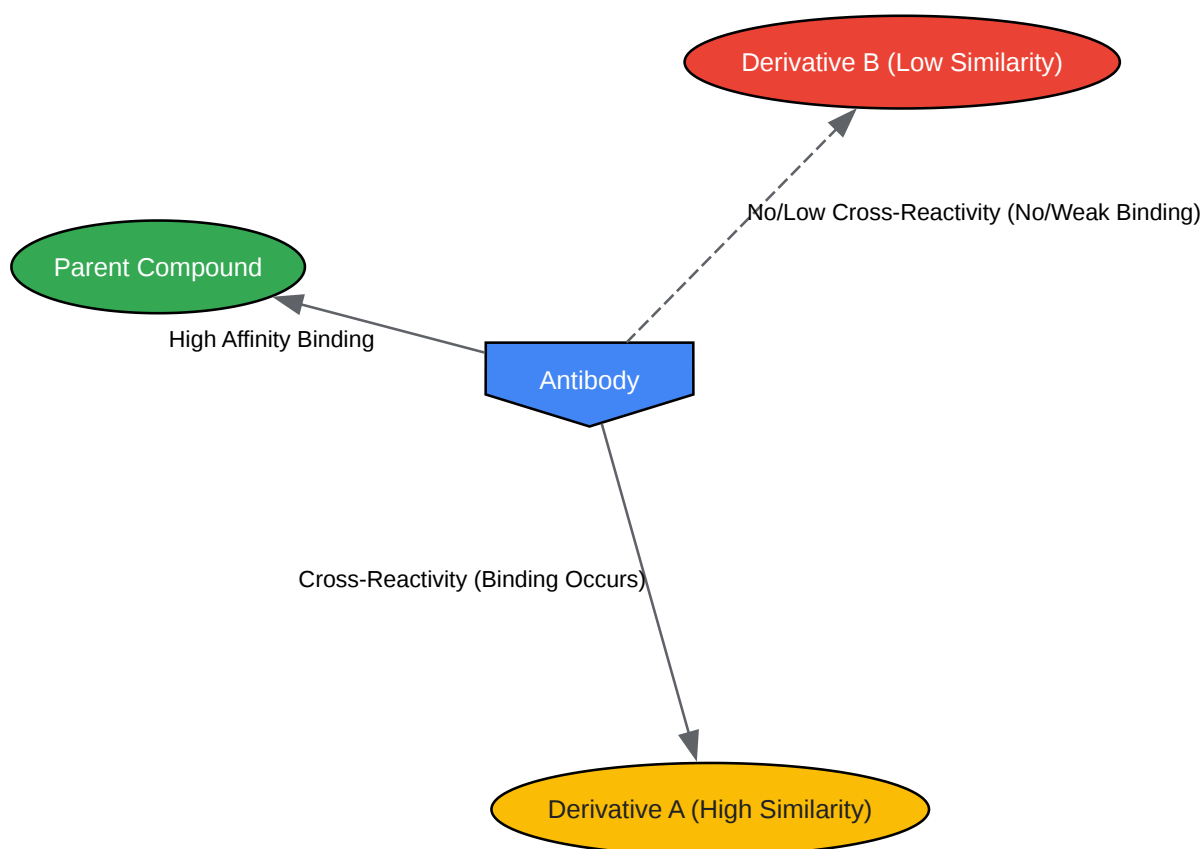 Derivative B (Low Similarity)
No/Low Cross-Reactivity (No/Weak Binding)
Parent Compound
High Affinity Binding
Antibody
Cross-Reactivity (Binding Occurs)
Derivative A (High Similarity)